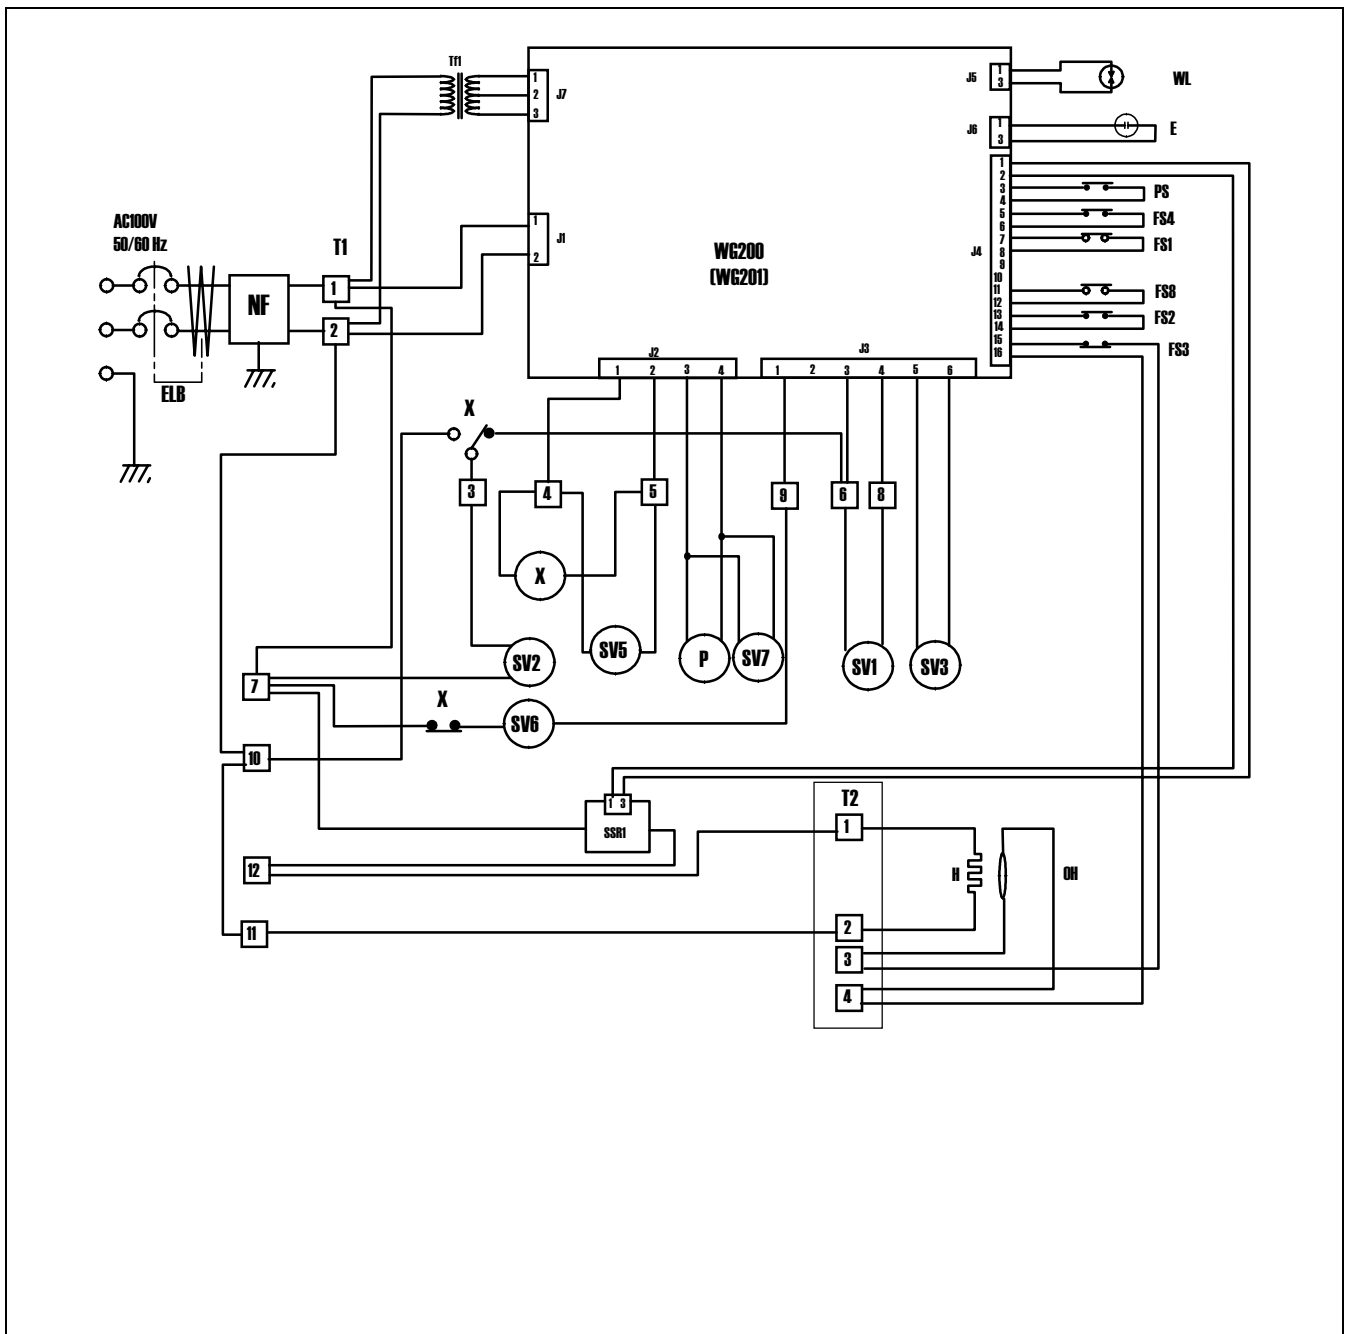 Tf1
1
2
3
J7
J5
1
3
WL
J6
1
3
E
1
2
3
4
5
6
7
8
9
10
11
12
13
14
15
16
J4
PS
FS4
FS1
FS8
FS2
FS3
AC100V
50/60 Hz
T1
1
2
J1
WG200
(WG201)
NF
1
2
ELB
J2
1 2 3 4
J3
1 2 3 4 5 6
X
3
4
5
9
6
8
X
SV2
SV5
P
SV7
SV1
SV3
7
X
SV6
10
1 3
SSR1
T2
1
12
H
OH
11
2
3
4